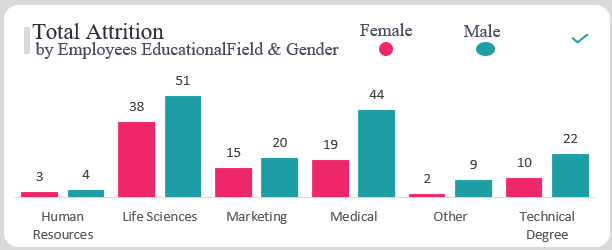 Total Attrition
by Employees EducationalField & Gender
Female
Male
3
4
38
51
15
20
19
44
2
9
10
22
Human
Resources
Life Sciences
Marketing
Medical
Other
Technical
Degree